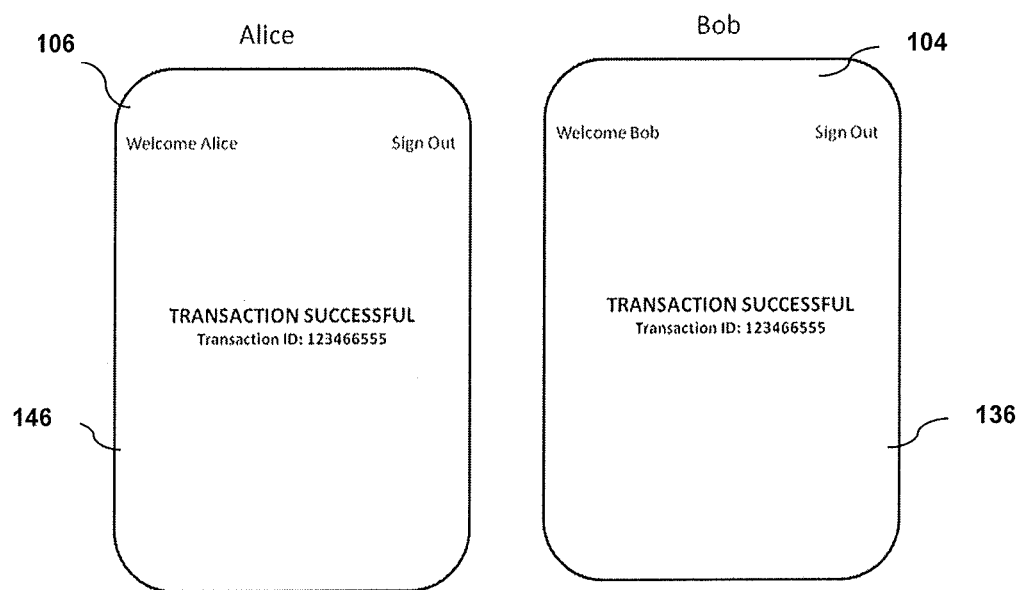 Alice
106
Welcome Alice
Sign Out
TRANSACTION SUCCESSFUL
Transaction ID: 123466555
146
Bob
104
Welcome Bob
Sign Out
TRANSACTION SUCCESSFUL
Transaction ID: 123466555
136